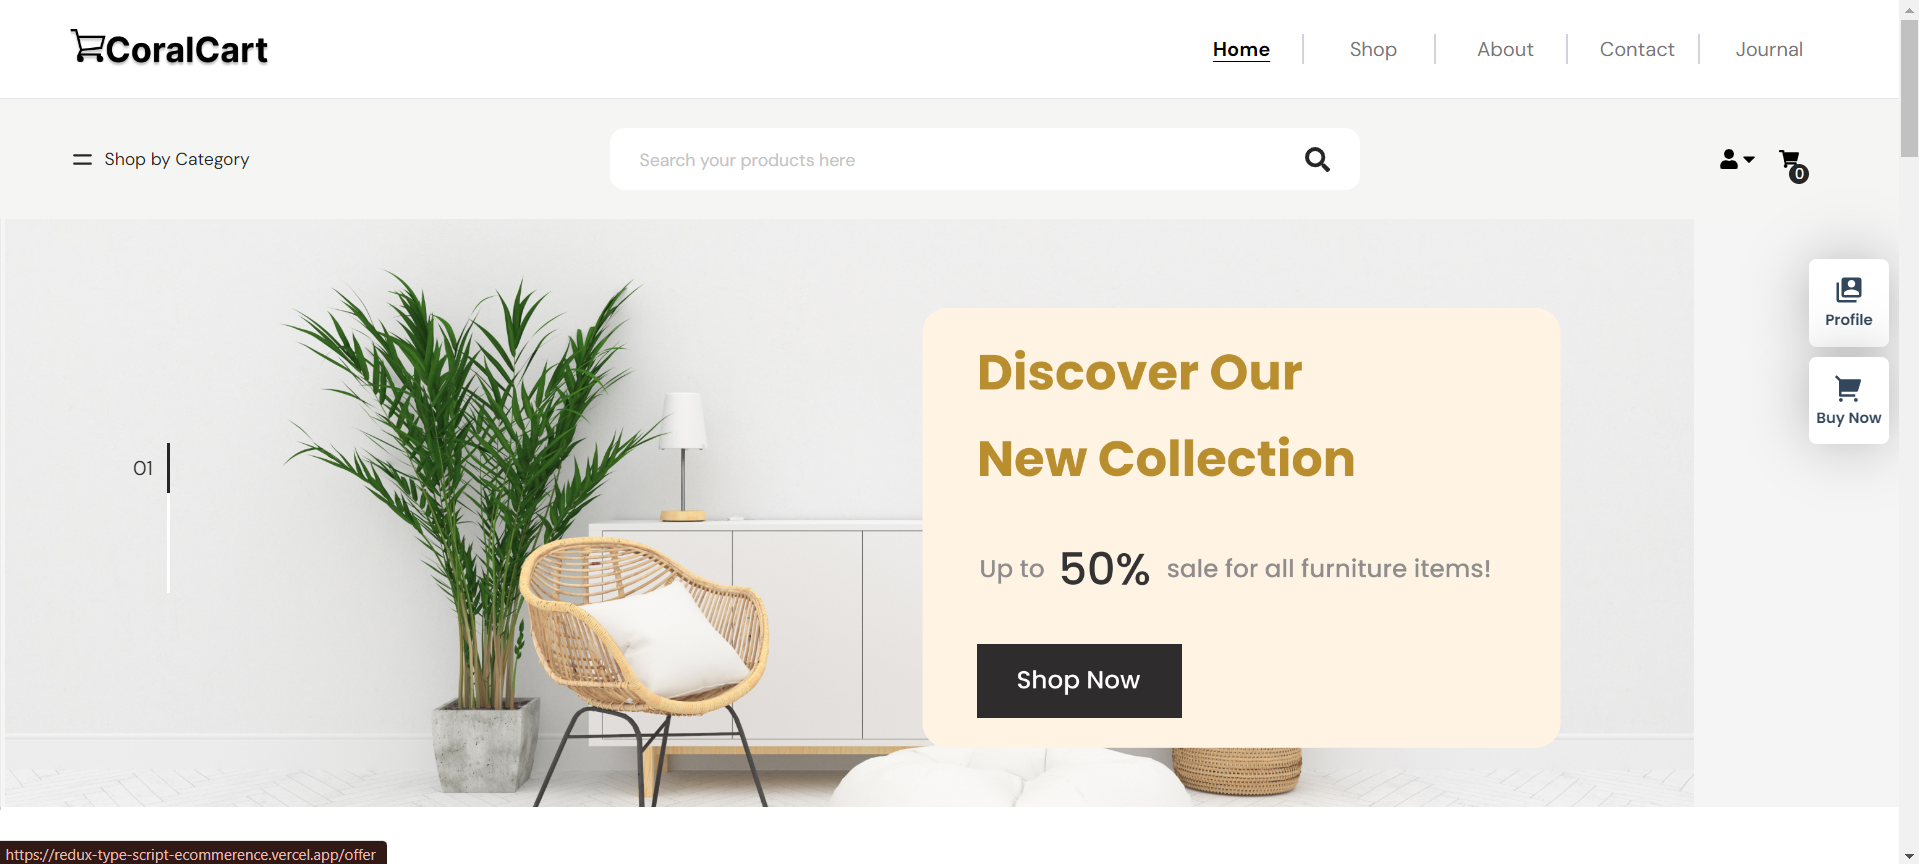 CoralCart
Home Shop About Contact Journal
Shop by Category
Search your products here
0
Profile
Buy Now
01
Discover Our
New Collection
Up to 50% sale for all furniture items!
Shop Now
https://redux-type-script-ecommerence.vercel.app/offer